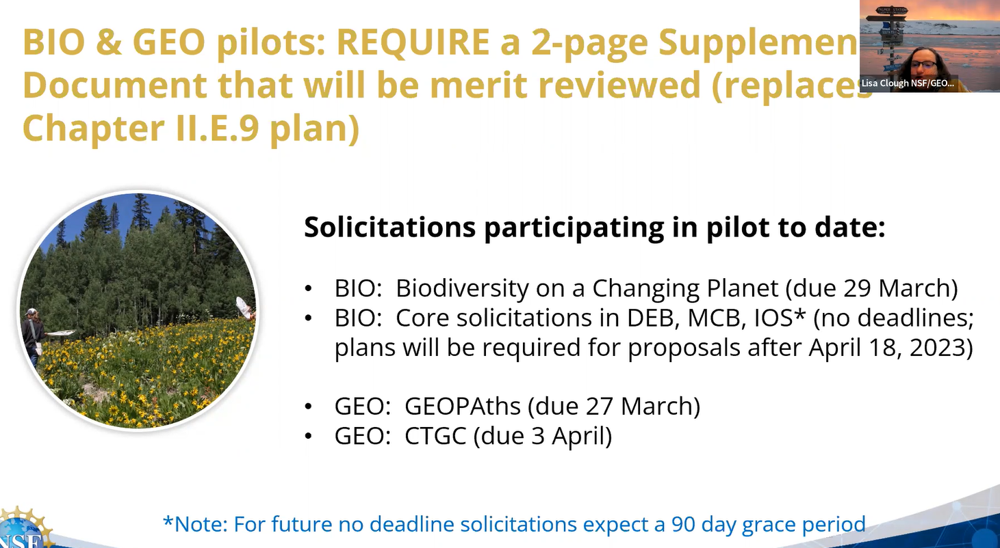 BIO & GEO pilots: REQUIRE a 2-page Supplemen
Document that will be merit reviewed (replaces
Chapter II.E.9 plan)
PALMER STATION
Lisa Clough NSF/GEO...
Solicitations participating in pilot to date:
• BIO: Biodiversity on a Changing Planet (due 29 March)
• BIO: Core solicitations in DEB, MCB, IOS* (no deadlines;
plans will be required for proposals after April 18, 2023)
• GEO: GEOPAths (due 27 March)
• GEO: CTGC (due 3 April)
*Note: For future no deadline solicitations expect a 90 day grace period
NSF